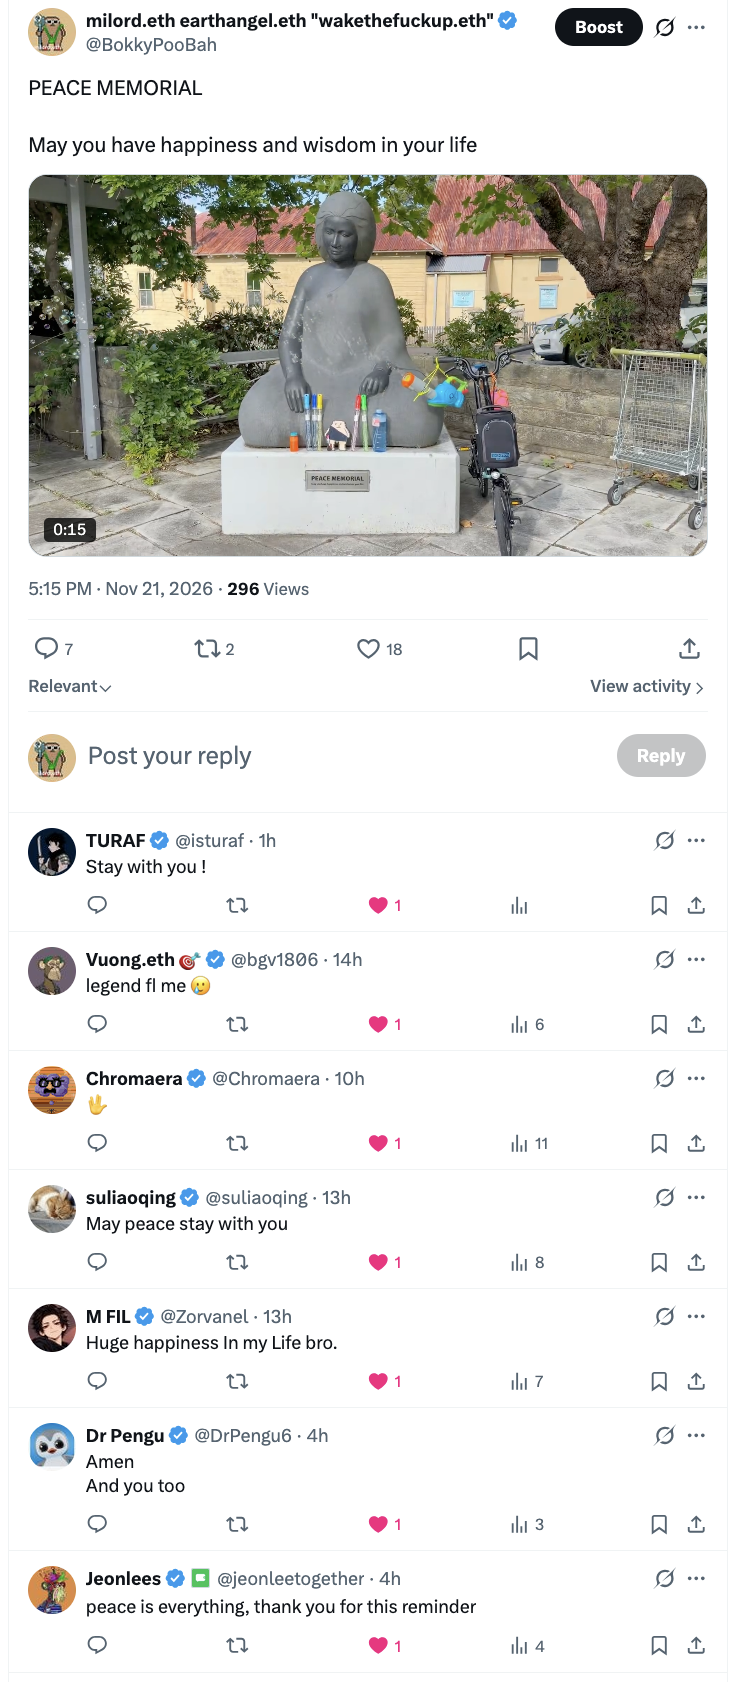 milord.eth earthangel.eth "wakethefuckup.eth"
Boost
@BokkyPooBah
PEACE MEMORIAL
May you have happiness and wisdom in your life
PEACE MEMORIAL
0:15
5:15 PM · Nov 21, 2026 · 296 Views
7 2 18
Relevant View activity
Post your reply Reply
TURAF @isturaf · 1h
Stay with you !
1
Vuong.eth 🎯 @bgv1806 · 14h
legend fl me 🥲
1 6
Chromaera @Chromaera · 10h
🖖
1 11
suliaoqing @suliaoqing · 13h
May peace stay with you
1 8
M FIL @Zorvanel · 13h
Huge happiness In my Life bro.
1 7
Dr Pengu @DrPengu6 · 4h
Amen
And you too
1 3
Jeonlees @jeonleetogether · 4h
peace is everything, thank you for this reminder
1 4